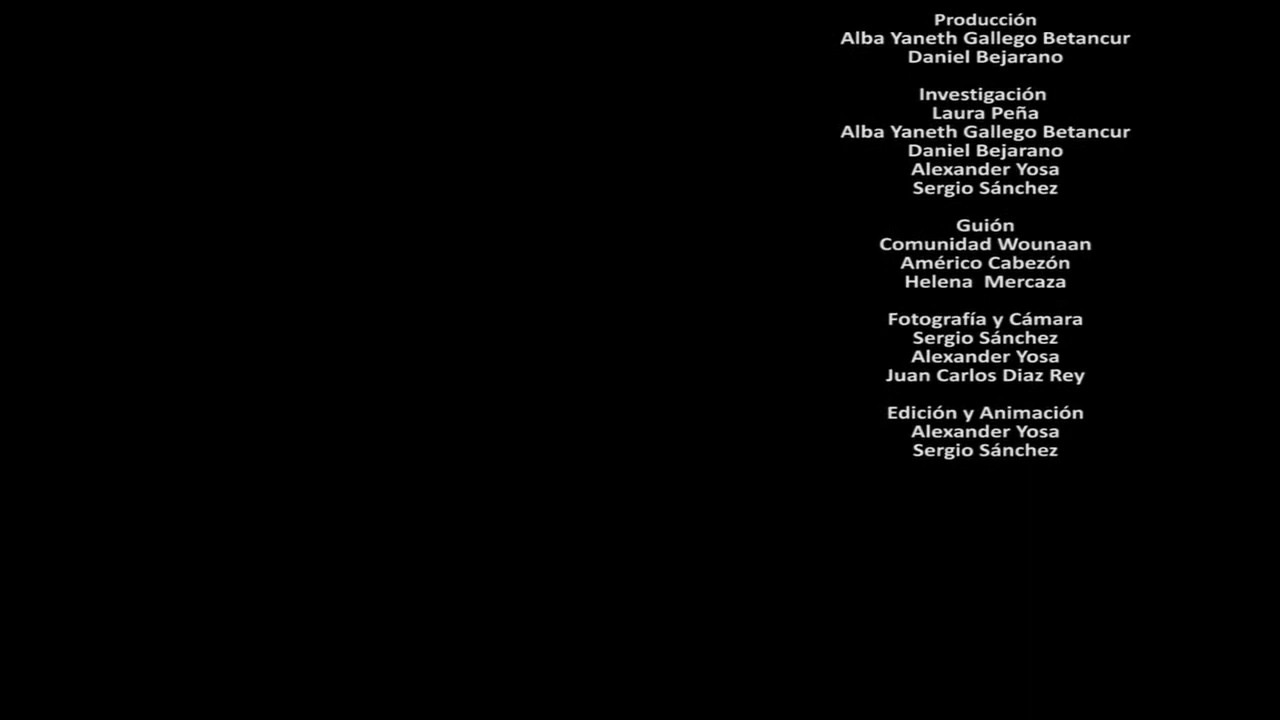 Producción
Alba Yaneth Gallego Betancur
Daniel Bejarano
Investigación
Laura Peña
Alba Yaneth Gallego Betancur
Daniel Bejarano
Alexander Yosa
Sergio Sánchez
Guión
Comunidad Wounaan
Américo Cabezón
Helena  Mercaza
Fotografía y Cámara
Sergio Sánchez
Alexander Yosa
Juan Carlos Diaz Rey
Edición y Animación
Alexander Yosa
Sergio Sánchez